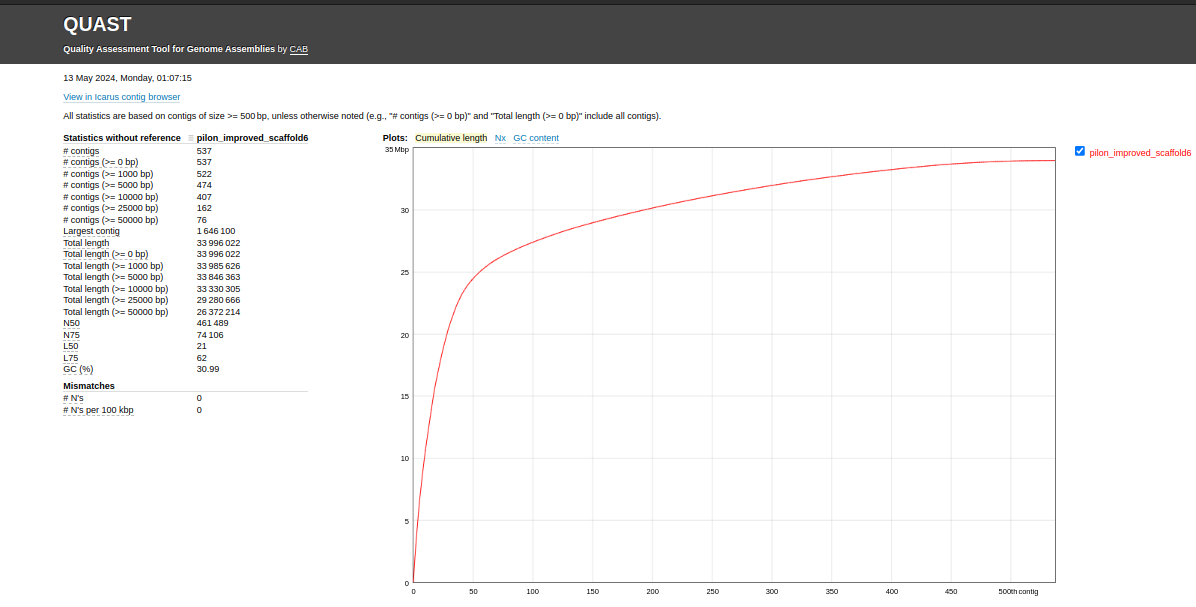 QUAST
Quality Assessment Tool for Genome Assemblies by CAB
13 May 2024, Monday, 01:07:15
View in Icarus contig browser
All statistics are based on contigs of size >= 500 bp, unless otherwise noted (e.g., "# contigs (>= 0 bp)" and "Total length (>= 0 bp)" include all contigs).
Statistics without reference ≡ pilon_improved_scaffold6
# contigs 537
# contigs (>= 0 bp) 537
# contigs (>= 1000 bp) 522
# contigs (>= 5000 bp) 474
# contigs (>= 10000 bp) 407
# contigs (>= 25000 bp) 162
# contigs (>= 50000 bp) 76
Largest contig 1 646 100
Total length 33 996 022
Total length (>= 0 bp) 33 996 022
Total length (>= 1000 bp) 33 985 626
Total length (>= 5000 bp) 33 846 363
Total length (>= 10000 bp) 33 330 305
Total length (>= 25000 bp) 29 280 666
Total length (>= 50000 bp) 26 372 214
N50 461 489
N75 74 106
L50 21
L75 62
GC (%) 30.99
Mismatches
# N's 0
# N's per 100 kbp 0
Plots: Cumulative length Nx GC content
35 Mbp
30
25
20
15
10
5
0
0 50 100 150 200 250 300 350 400 450 500th contig
pilon_improved_scaffold6